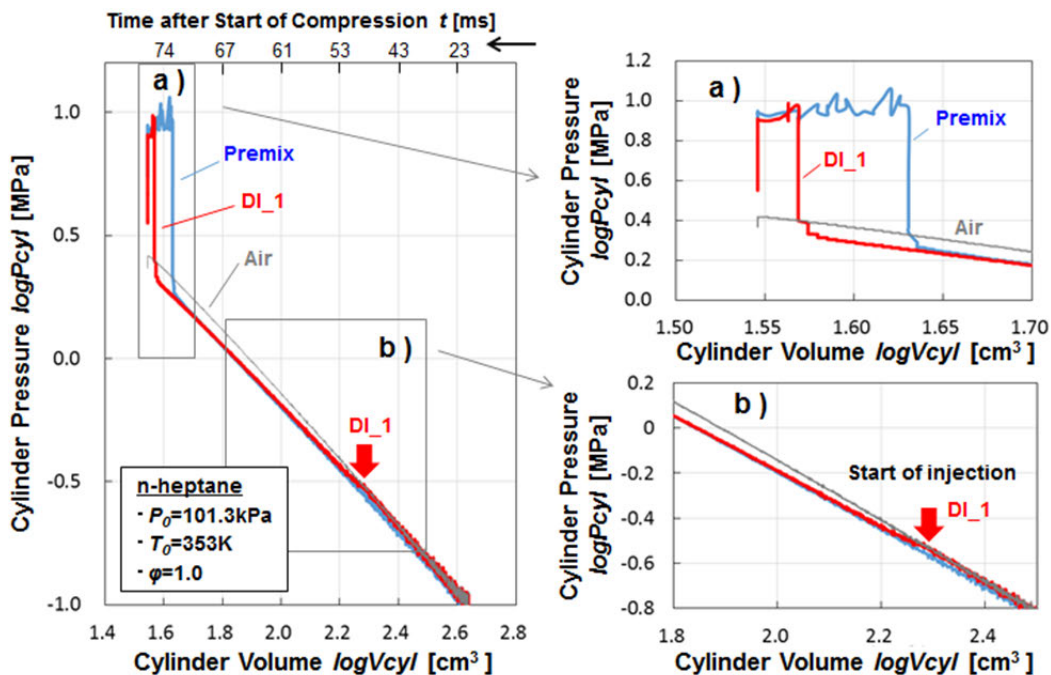 Time after Start of Compression t [ms]
74 67 61 53 43 23
Cylinder Pressure logPcyl [MPa]
1.0
0.5
0.0
-0.5
-1.0
a )
Premix
DI_1
Air
b )
DI_1
n-heptane
- P0=101.3kPa
- T0=353K
- φ=1.0
1.4 1.6 1.8 2.0 2.2 2.4 2.6 2.8
Cylinder Volume logVcyl [cm³]
Cylinder Pressure
logPcyl [MPa]
1.2
1.0
0.8
0.6
0.4
0.2
0.0
a )
Premix
DI_1
Air
1.50 1.55 1.60 1.65 1.70
Cylinder Volume logVcyl [cm³]
Cylinder Pressure
logPcyl [MPa]
0.2
0
-0.2
-0.4
-0.6
-0.8
b )
Start of injection
DI_1
1.8 2.0 2.2 2.4
Cylinder Volume logVcyl [cm³]